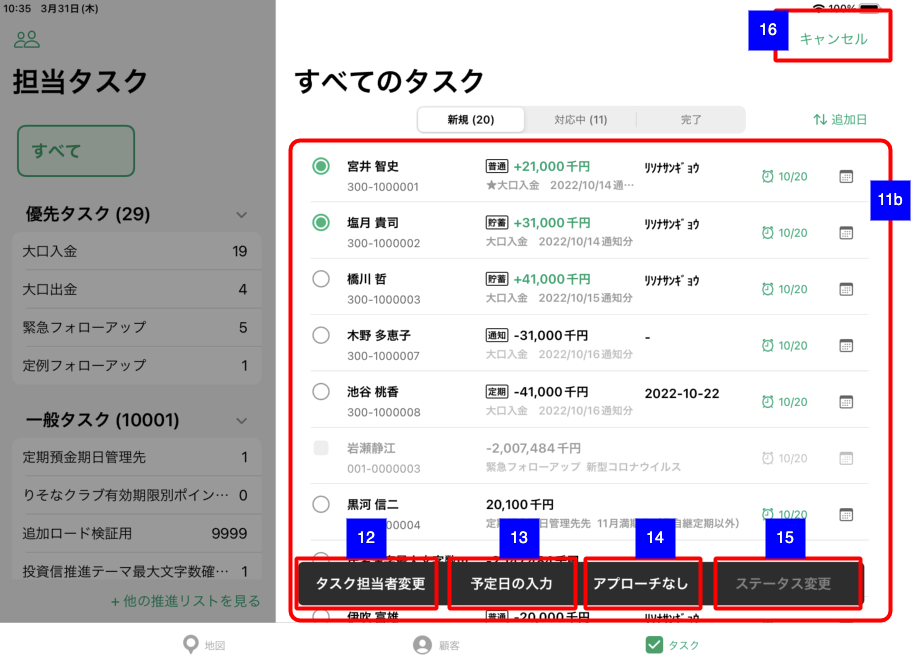 10:35 3月31日(木)
100%
16
キャンセル
担当タスク
すべてのタスク
新規 (20) 対応中 (11) 完了
追加日
すべて
優先タスク (29)
大口入金 19
大口出金 4
緊急フォローアップ 5
定例フォローアップ 1
一般タスク (10001)
定期預金期日管理先 1
りそなクラブ有効期限別ポイン… 0
追加ロード検証用 9999
投資信推進テーマ最大文字数確… 1
+ 他の推進リストを見る
11b
宮井 智史 普通 +21,000千円 ﾘｿﾅｻﾝｷﾞｮｳ
300-1000001 ★大口入金 2022/10/14通… 10/20
塩月 貴司 貯蓄 +31,000千円 ﾘｿﾅｻﾝｷﾞｮｳ
300-1000002 大口入金 2022/10/14通知分 10/20
橋川 哲 貯蓄 +41,000千円 ﾘｿﾅｻﾝｷﾞｮｳ
300-1000003 大口入金 2022/10/15通知分 10/20
木野 多恵子 通知 -31,000千円 -
300-1000007 大口入金 2022/10/16通知分 10/20
池谷 桃香 定期 -41,000千円 2022-10-22
300-1000008 大口入金 2022/10/16通知分 10/20
岩瀬静江 -2,007,484千円
001-0000003 緊急フォローアップ 新型コロナウイルス 10/20
黒河 信二 20,100千円
00004 定 日管理先先 11月満 自継定期以外) 10/20
12
13
14
15
タスク担当者変更 予定日の入力 アプローチなし ステータス変更
伊吹 富雄 普通 -20,000千円 ﾘｿﾅｻﾝｷﾞｮｳ
地図 顧客 タスク